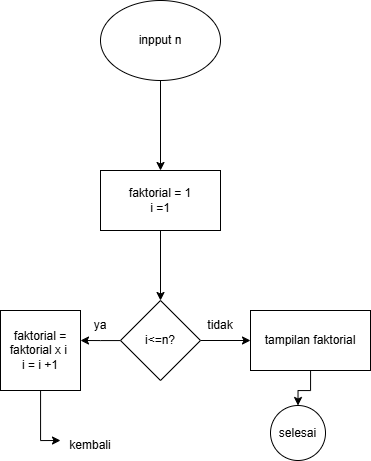 inpput n
faktorial = 1
i =1
ya
i<=n?
tidak
faktorial =
faktorial x i
i = i +1
tampilan faktorial
kembali
selesai